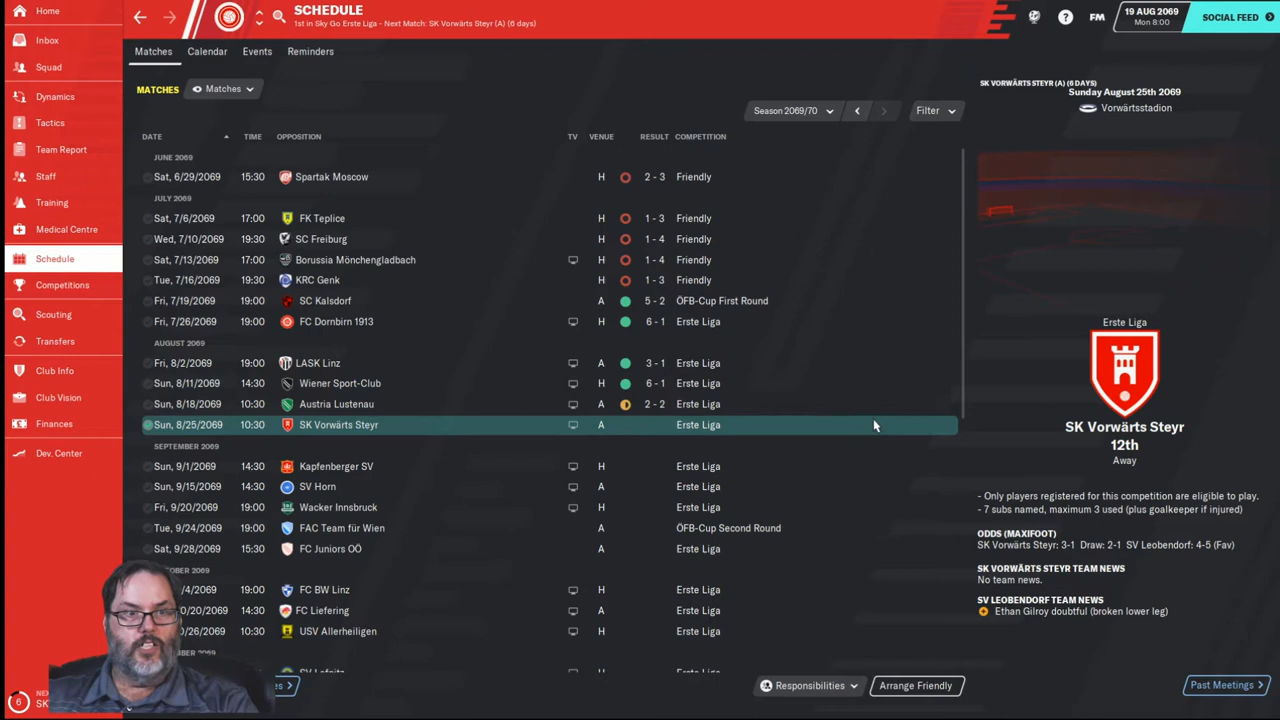 Home
SCHEDULE
1st in Sky Go Erste Liga - Next Match: SK Vorwärts Steyr (A) (6 days)
FM
19 AUG 2069
Mon 8:00
SOCIAL FEED
Inbox
Squad
Dynamics
Tactics
Team Report
Staff
Training
Medical Centre
Schedule
Competitions
Scouting
Transfers
Club Info
Club Vision
Finances
Dev. Center
6
SK
Matches Calendar Events Reminders
MATCHES Matches
Season 2069/70 Filter
DATE TIME OPPOSITION TV VENUE RESULT COMPETITION
JUNE 2069
Sat, 6/29/2069 15:30 Spartak Moscow H 2 - 3 Friendly
JULY 2069
Sat, 7/6/2069 17:00 FK Teplice H 1 - 3 Friendly
Wed, 7/10/2069 19:30 SC Freiburg H 1 - 4 Friendly
Sat, 7/13/2069 17:00 Borussia Mönchengladbach H 1 - 4 Friendly
Tue, 7/16/2069 19:30 KRC Genk H 1 - 3 Friendly
Fri, 7/19/2069 19:00 SC Kalsdorf A 5 - 2 ÖFB-Cup First Round
Fri, 7/26/2069 19:00 FC Dornbirn 1913 H 6 - 1 Erste Liga
AUGUST 2069
Fri, 8/2/2069 19:00 LASK Linz A 3 - 1 Erste Liga
Sun, 8/11/2069 14:30 Wiener Sport-Club H 6 - 1 Erste Liga
Sun, 8/18/2069 10:30 Austria Lustenau A 2 - 2 Erste Liga
Sun, 8/25/2069 10:30 SK Vorwärts Steyr A Erste Liga
SEPTEMBER 2069
Sun, 9/1/2069 14:30 Kapfenberger SV H Erste Liga
Sun, 9/15/2069 14:30 SV Horn A Erste Liga
Fri, 9/20/2069 19:00 Wacker Innsbruck H Erste Liga
Tue, 9/24/2069 19:00 FAC Team für Wien A ÖFB-Cup Second Round
Sat, 9/28/2069 15:30 FC Juniors OÖ A Erste Liga
2069
/4/2069 19:00 FC BW Linz H Erste Liga
0/20/2069 14:30 FC Liefering A Erste Liga
0/26/2069 10:30 USV Allerheiligen H Erste Liga
2069
Responsibilities
Arrange Friendly
SK VORWÄRTS STEYR (A) (6 DAYS)
Sunday August 25th 2069
Vorwärtsstadion
Erste Liga
SK Vorwärts Steyr
12th
Away
- Only players registered for this competition are eligible to play.
- 7 subs named, maximum 3 used (plus goalkeeper if injured)
ODDS (MAXIFOOT)
SK Vorwärts Steyr: 3-1 Draw: 2-1 SV Leobendorf: 4-5 (Fav)
SK VORWÄRTS STEYR TEAM NEWS
No team news.
SV LEOBENDORF TEAM NEWS
Ethan Gilroy doubtful (broken lower leg)
Past Meetings